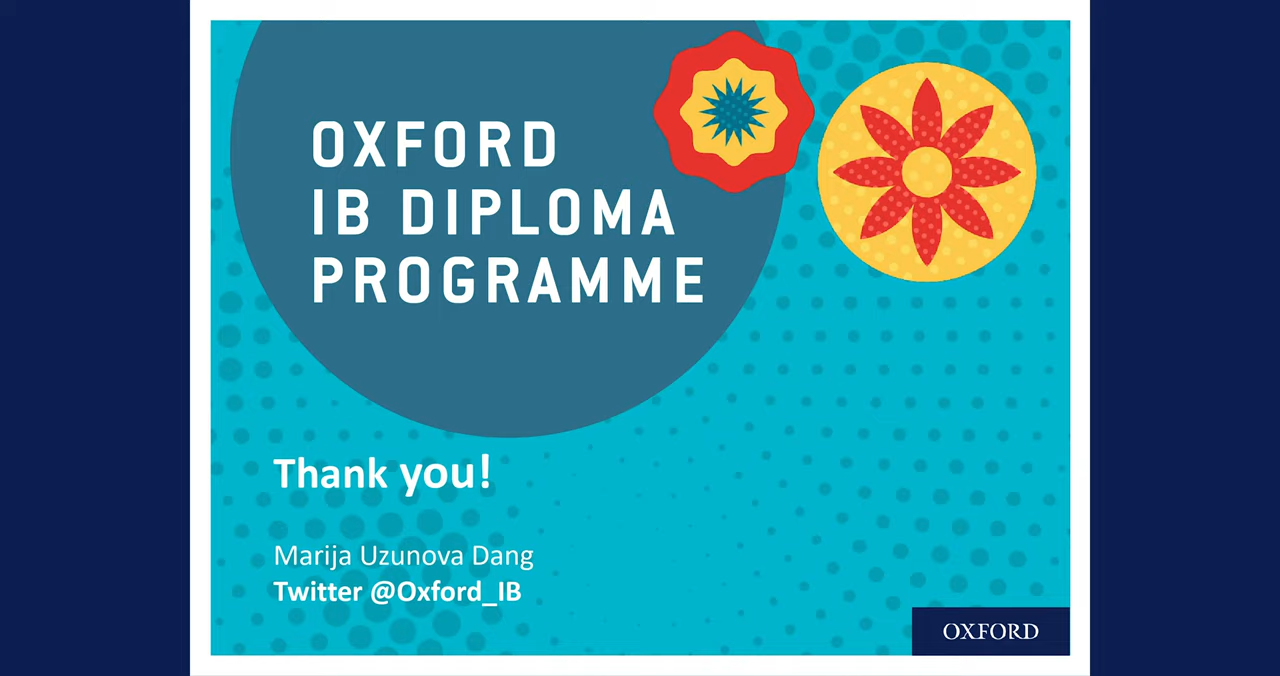 OXFORD
IB DIPLOMA
PROGRAMME
Thank you!
Marija Uzunova Dang
Twitter @Oxford_IB
OXFORD